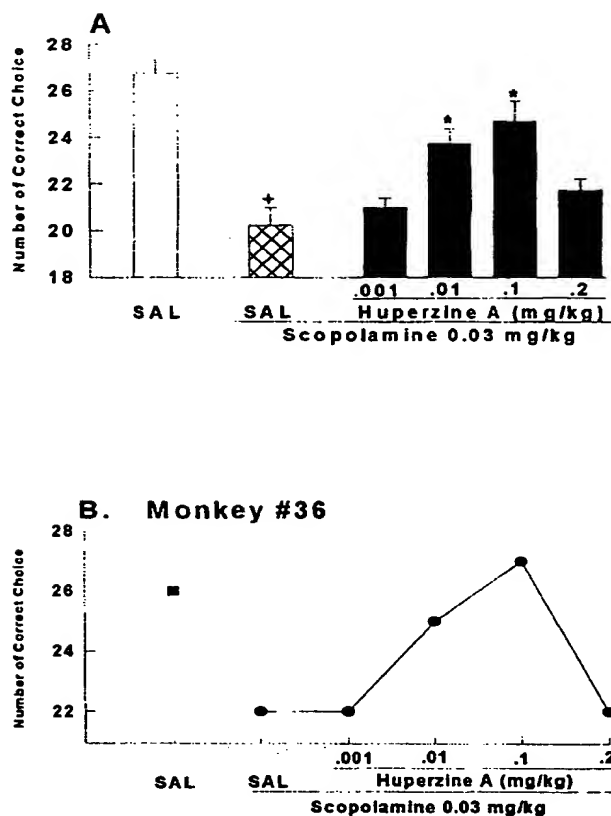 A
28
26
24
22
20
18
Number of Correct Choice
+
*
*
.001 .01 .1 .2
SAL SAL Huperzine A (mg/kg)
Scopolamine 0.03 mg/kg
B. Monkey #36
28
26
24
22
Number of Correct Choice
.001 .01 .1 .2
SAL SAL Huperzine A (mg/kg)
Scopolamine 0.03 mg/kg